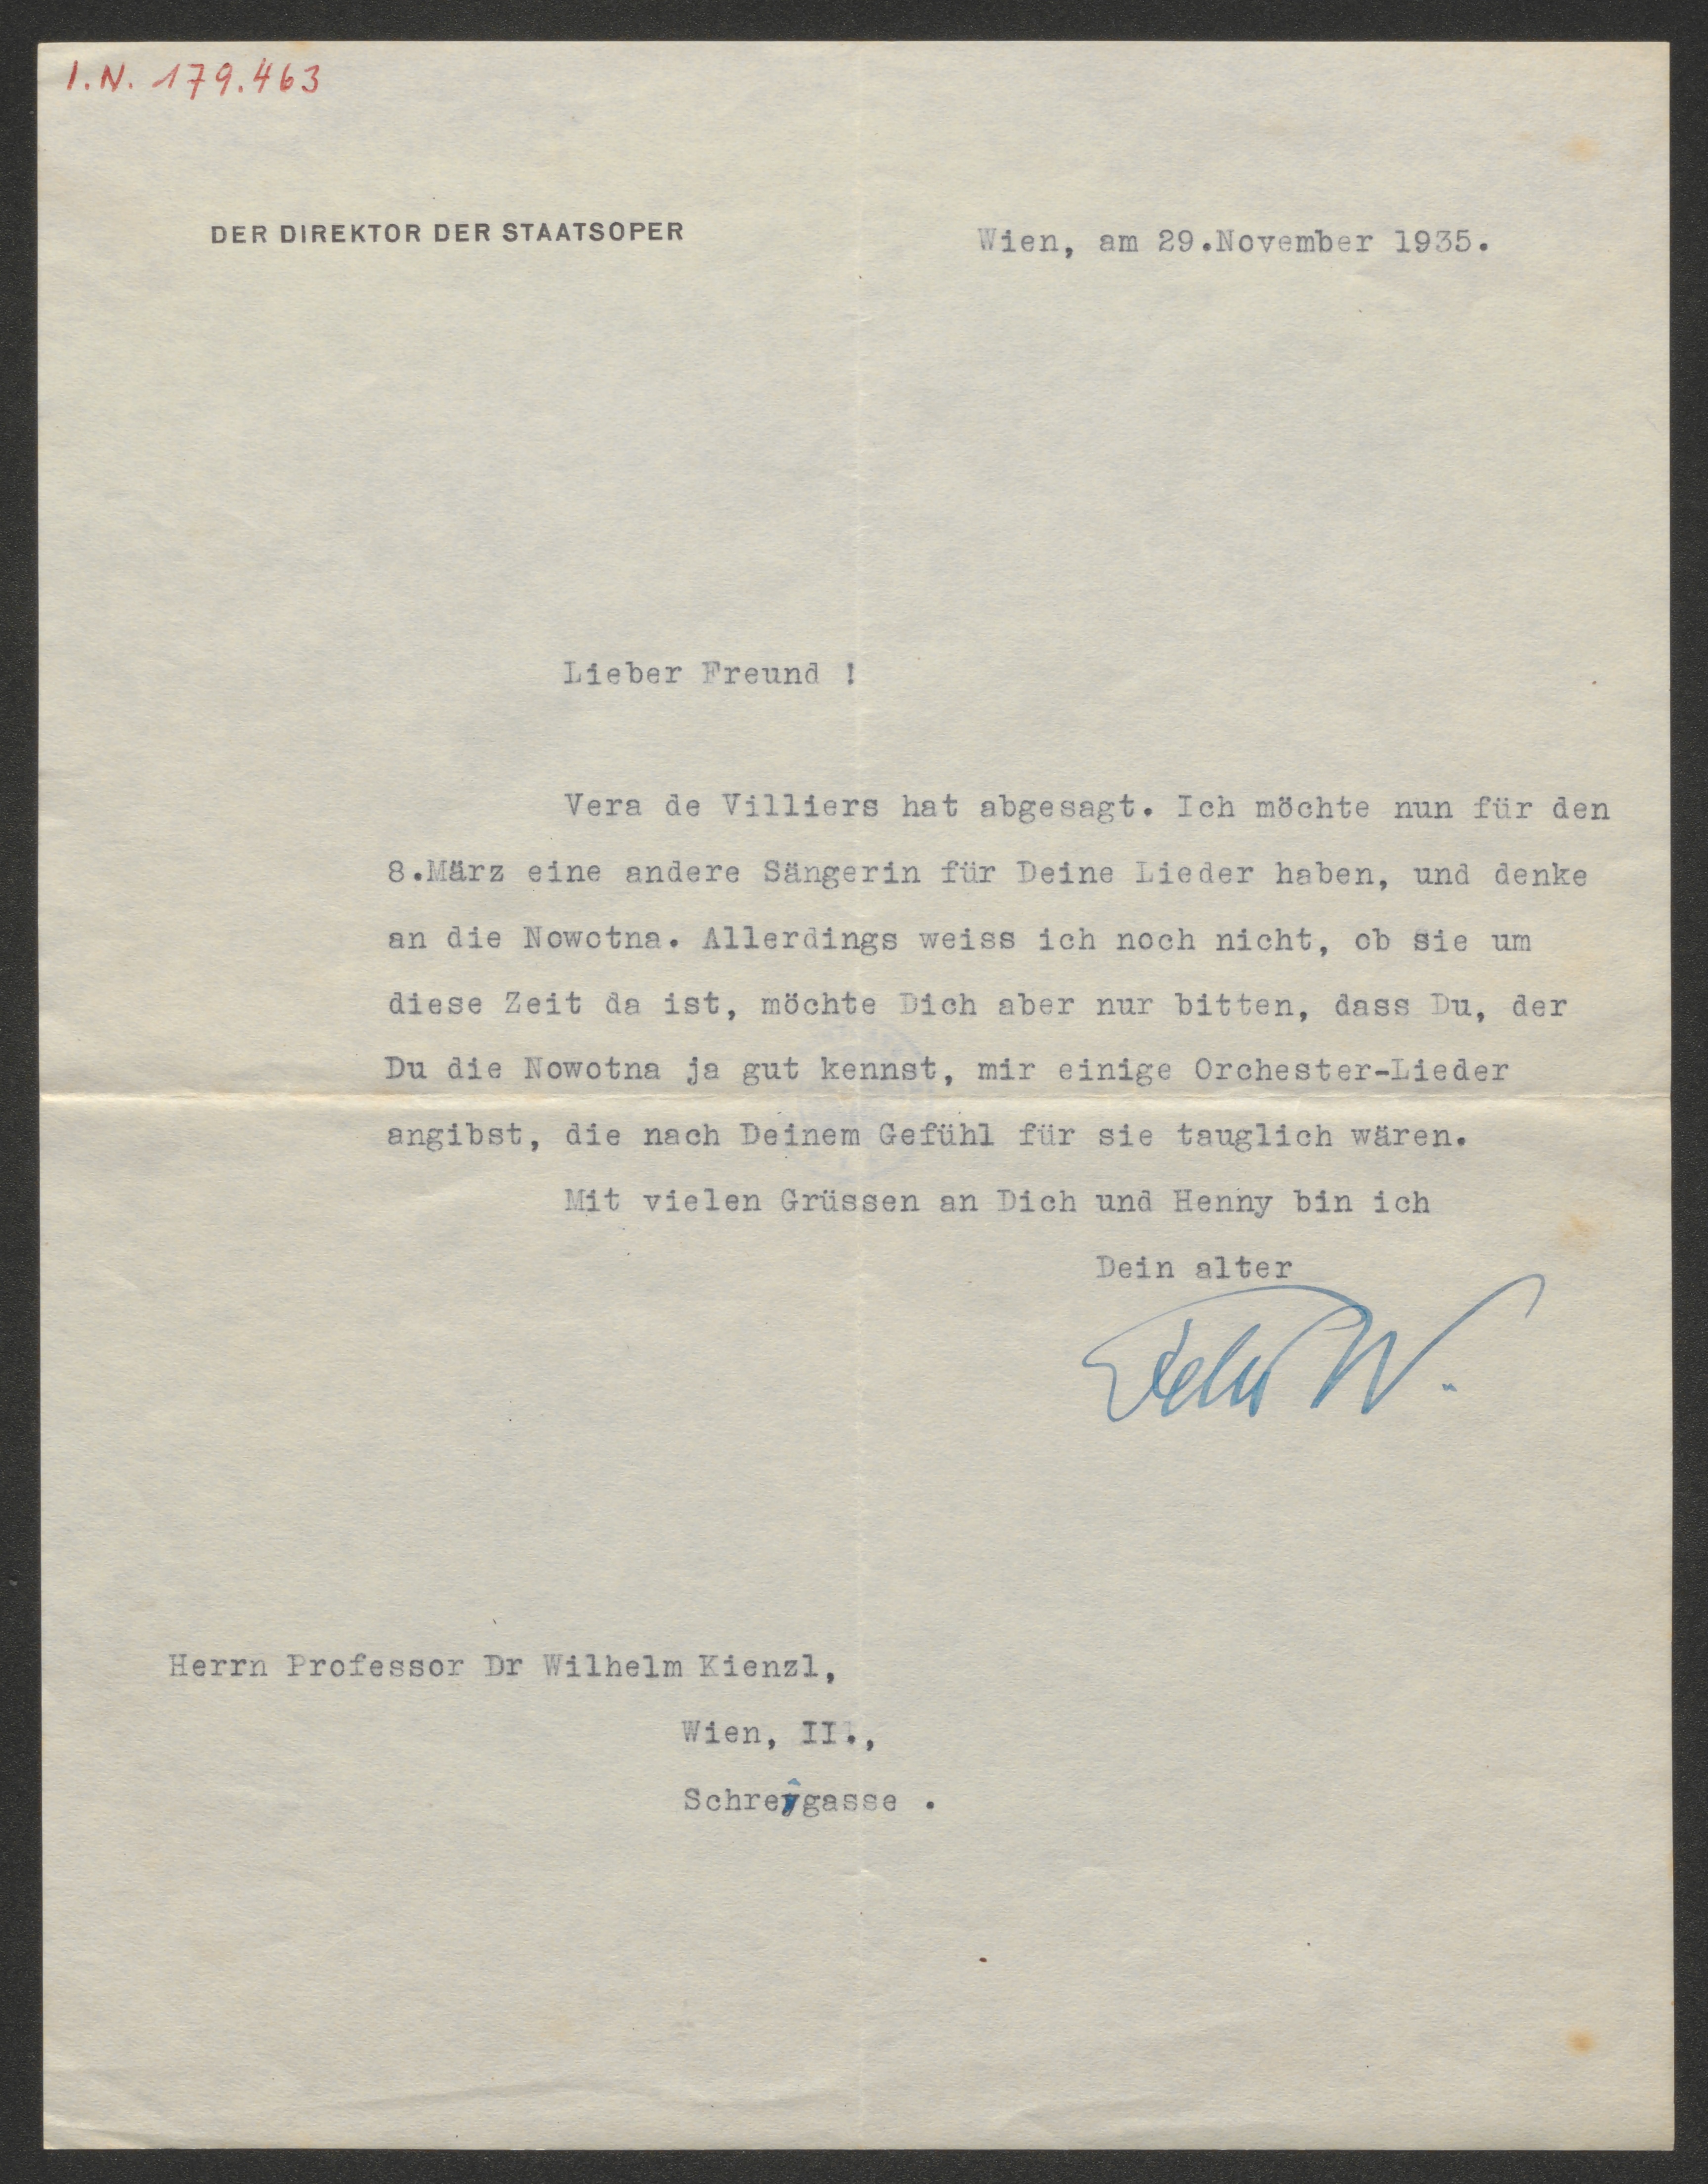 I.N. 179.463
DER DIREKTOR DER STAATSOPER
Wien, am 29.November 1935.
Lieber Freund !
Vera de Villiers hat abgesagt. Ich möchte nun für den
8.März eine andere Sängerin für Deine Lieder haben, und denke
an die Nowotna. Allerdings weiss ich noch nicht, ob sie um
diese Zeit da ist, möchte Dich aber nur bitten, dass Du, der
Du die Nowotna ja gut kennst, mir einige Orchester-Lieder
angibst, die nach Deinem Gefühl für sie tauglich wären.
Mit vielen Grüssen an Dich und Henny bin ich
Dein alter
Felix W.
Herrn Professor Dr Wilhelm Kienzl,
Wien, II.,
Schreygasse .